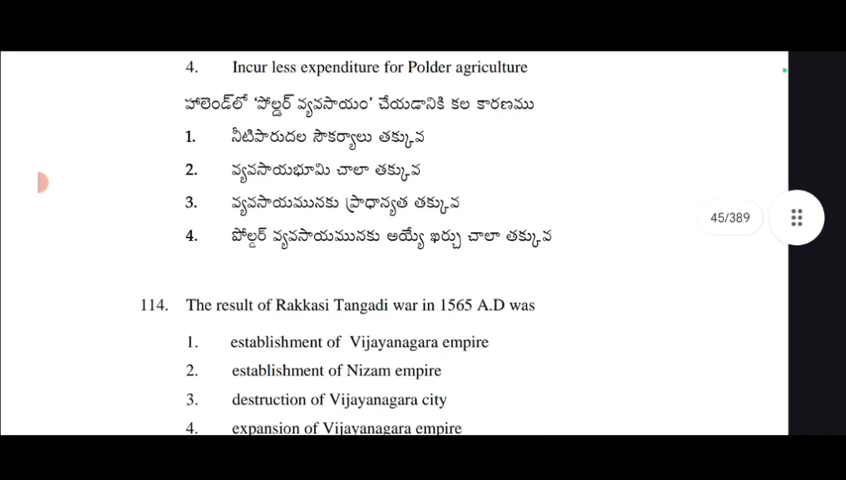 4. Incur less expenditure for Polder agriculture
హాలెండ్‌లో 'పోల్డర్ వ్యవసాయం' చేయడానికి కల కారణము
1. నీటిపారుదల సౌకర్యాలు తక్కువ
2. వ్యవసాయభూమి చాలా తక్కువ
3. వ్యవసాయమునకు ప్రాధాన్యత తక్కువ
4. పోల్డర్ వ్యవసాయమునకు అయ్యే ఖర్చు చాలా తక్కువ
45/389
114. The result of Rakkasi Tangadi war in 1565 A.D was
1. establishment of Vijayanagara empire
2. establishment of Nizam empire
3. destruction of Vijayanagara city
4. expansion of Vijayanagara empire